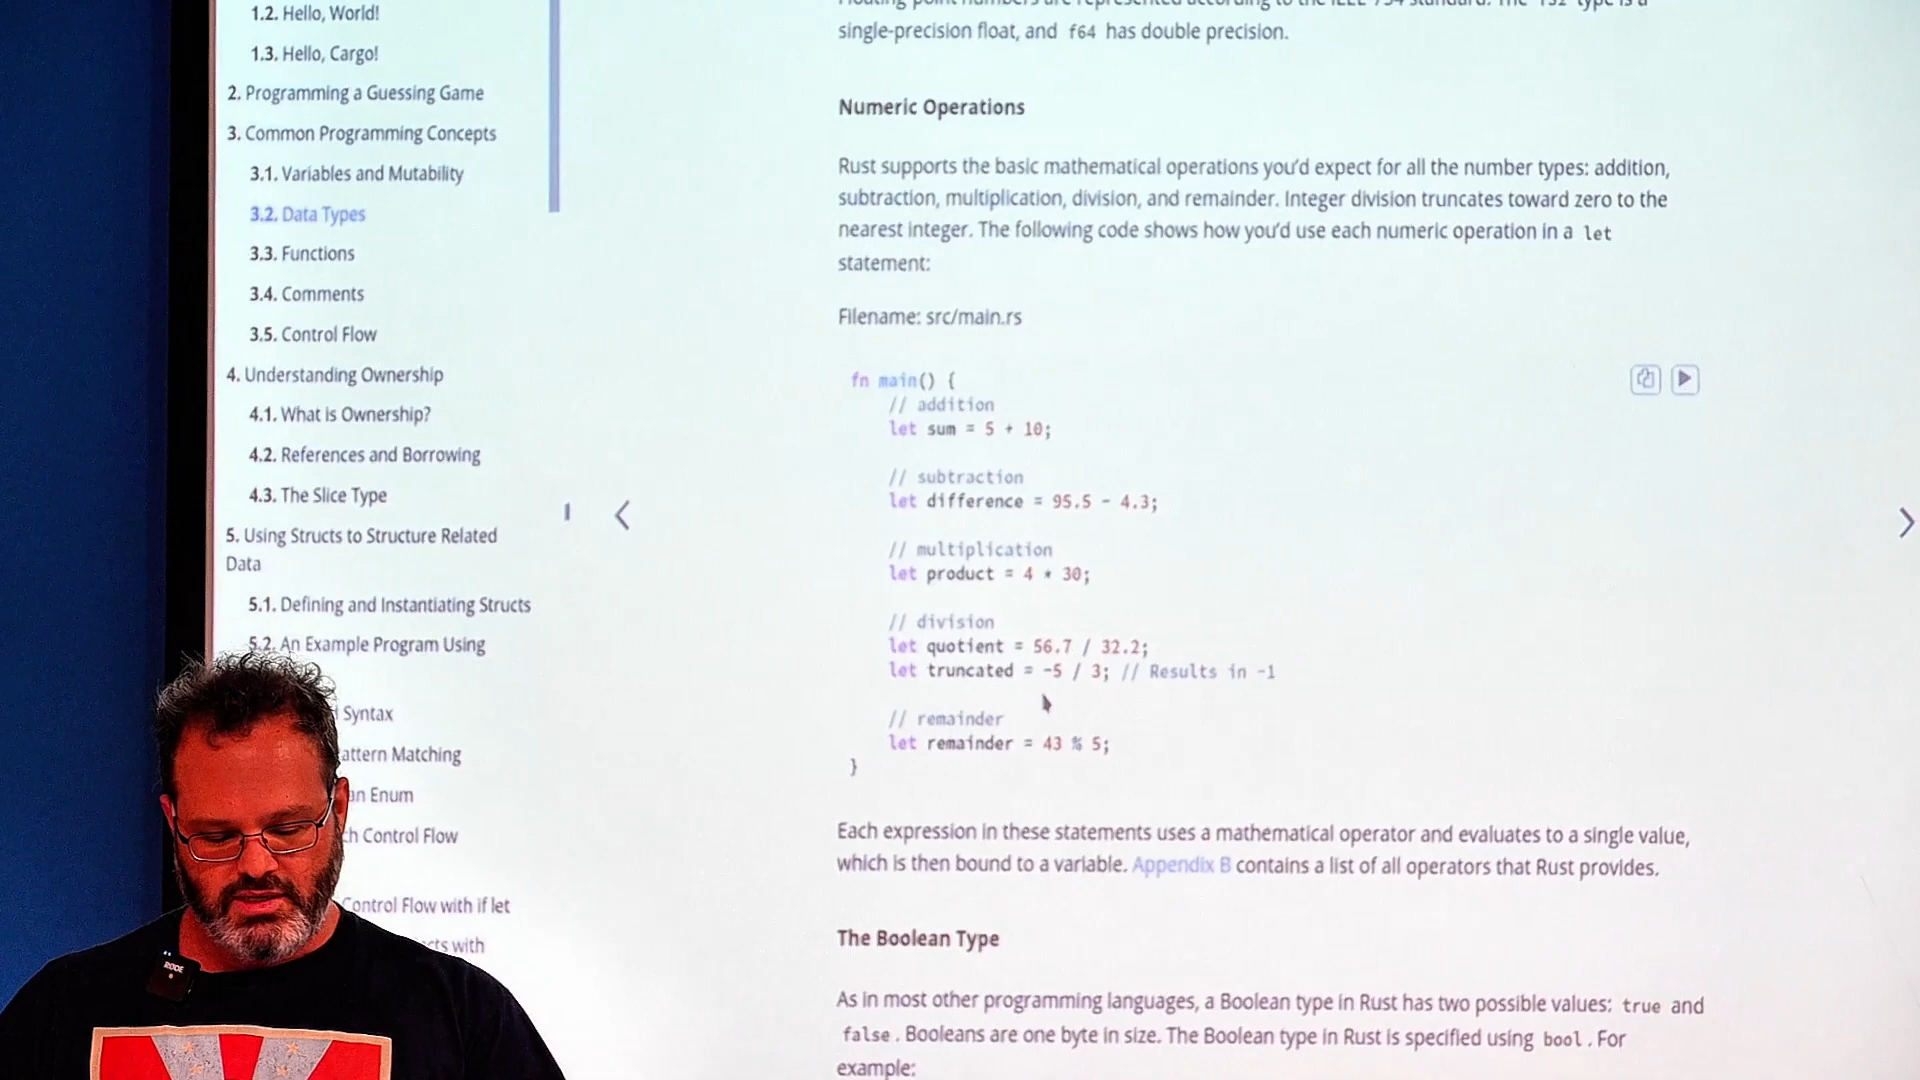 1.2. Hello, World!
1.3. Hello, Cargo!
2. Programming a Guessing Game
3. Common Programming Concepts
3.1. Variables and Mutability
3.2. Data Types
3.3. Functions
3.4. Comments
3.5. Control Flow
4. Understanding Ownership
4.1. What is Ownership?
4.2. References and Borrowing
4.3. The Slice Type
5. Using Structs to Structure Related
Data
5.1. Defining and Instantiating Structs
5.2. An Example Program Using
Syntax
attern Matching
an Enum
ch Control Flow
Control Flow with if let
cts with
RODE
single-precision float, and f64 has double precision.
Numeric Operations
Rust supports the basic mathematical operations you'd expect for all the number types: addition,
subtraction, multiplication, division, and remainder. Integer division truncates toward zero to the
nearest integer. The following code shows how you'd use each numeric operation in a let
statement:
Filename: src/main.rs
fn main() {
// addition
let sum = 5 + 10;
// subtraction
let difference = 95.5 - 4.3;
// multiplication
let product = 4 * 30;
// division
let quotient = 56.7 / 32.2;
let truncated = -5 / 3; // Results in -1
// remainder
let remainder = 43 % 5;
}
Each expression in these statements uses a mathematical operator and evaluates to a single value,
which is then bound to a variable. Appendix B contains a list of all operators that Rust provides.
The Boolean Type
As in most other programming languages, a Boolean type in Rust has two possible values: true and
false. Booleans are one byte in size. The Boolean type in Rust is specified using bool. For
example: